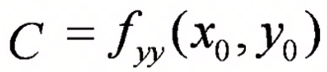 C = f_{yy}(x_0, y_0)